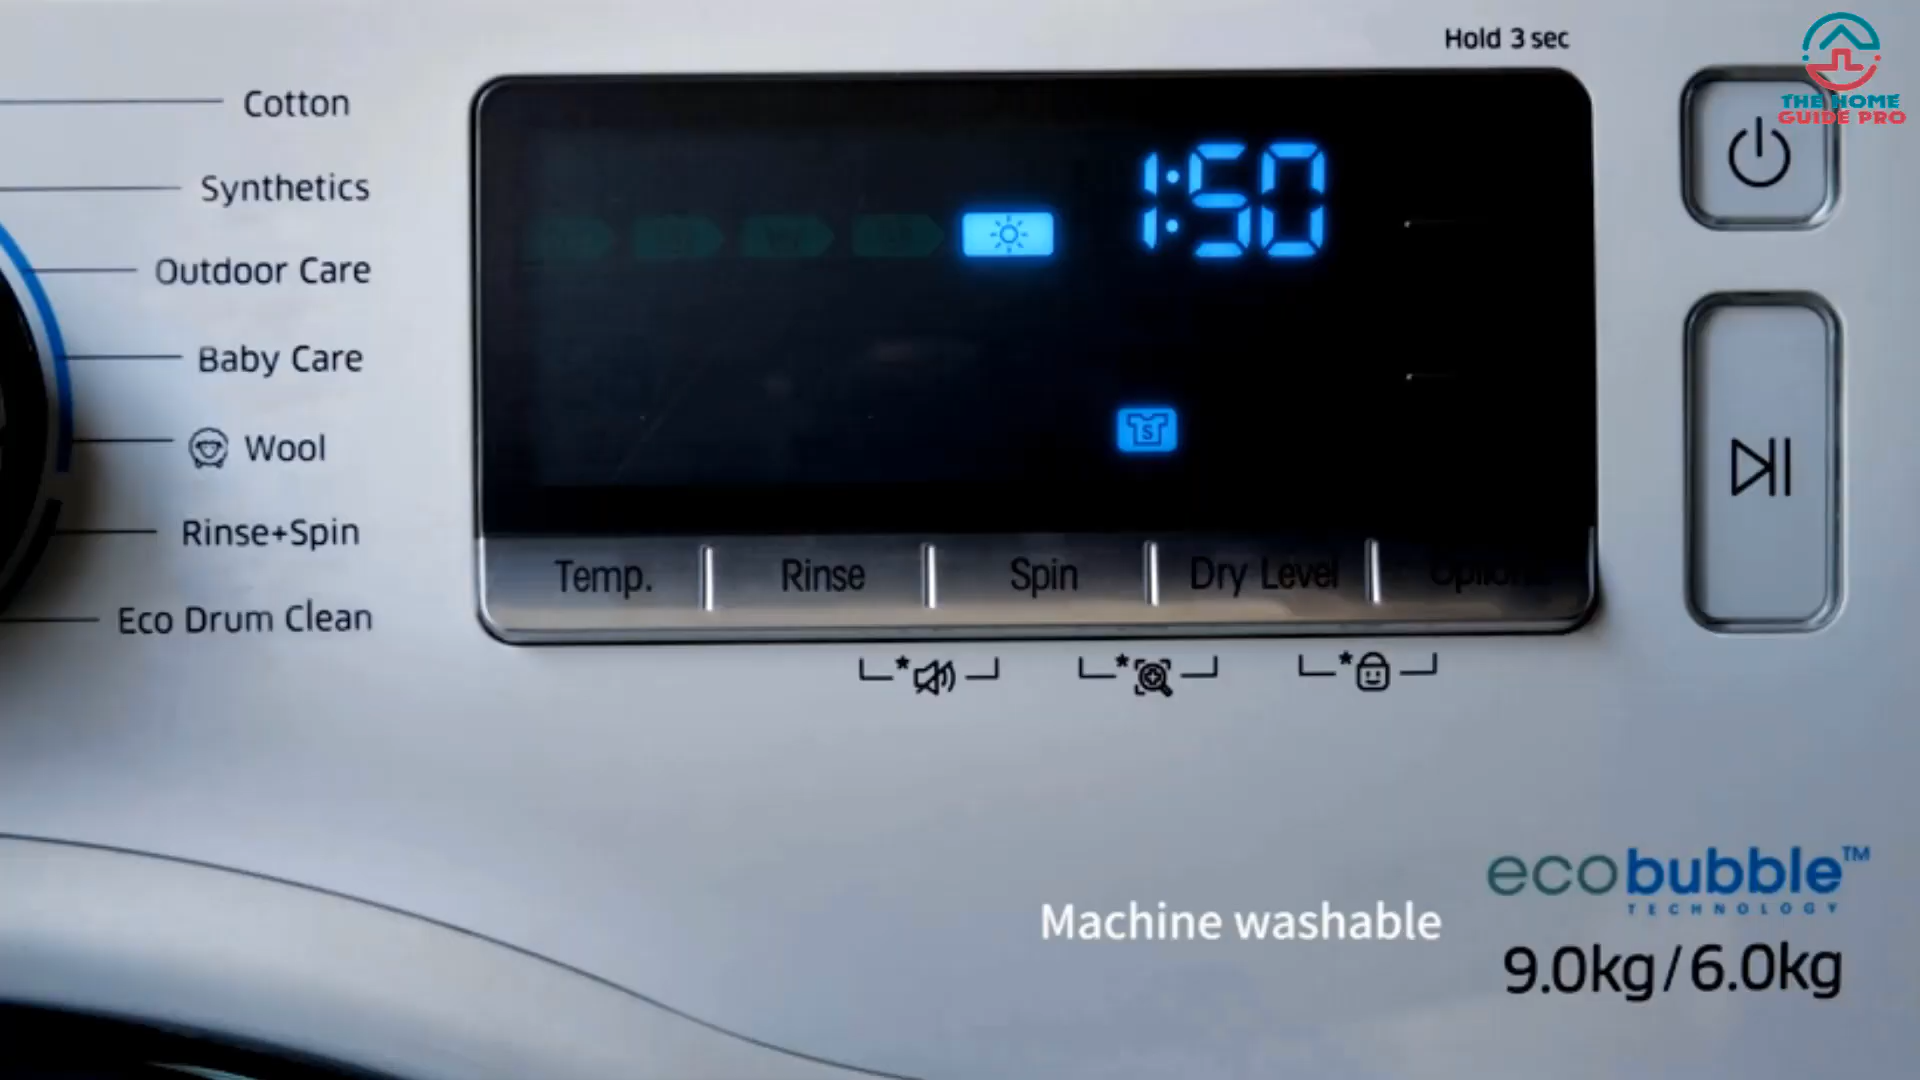 Hold 3 sec
THE HOME
GUIDE PRO
Cotton
Synthetics
Outdoor Care
Baby Care
Wool
Rinse+Spin
Eco Drum Clean
1:50
S
Temp.
Rinse
Spin
Dry Level
Option
ecobubble™
TECHNOLOGY
Machine washable
9.0kg/6.0kg